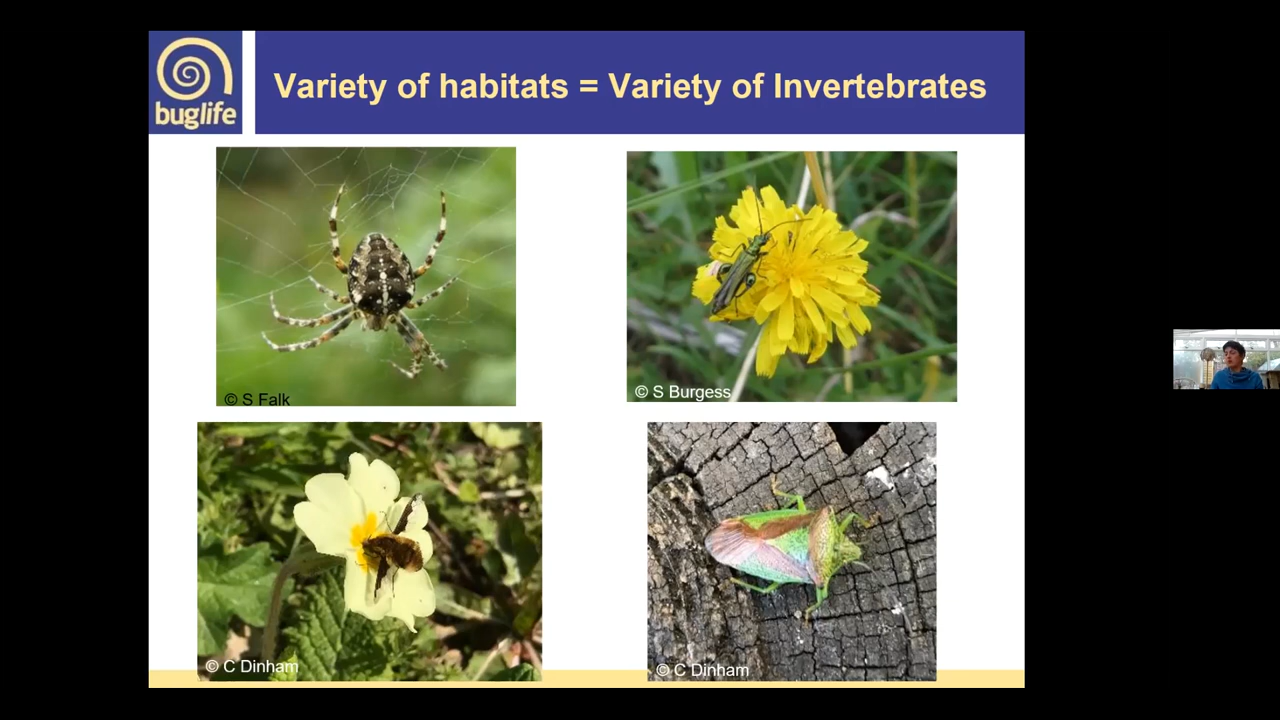 buglife
Variety of habitats = Variety of Invertebrates
© S Falk
© S Burgess
© C Dinham
© C Dinham